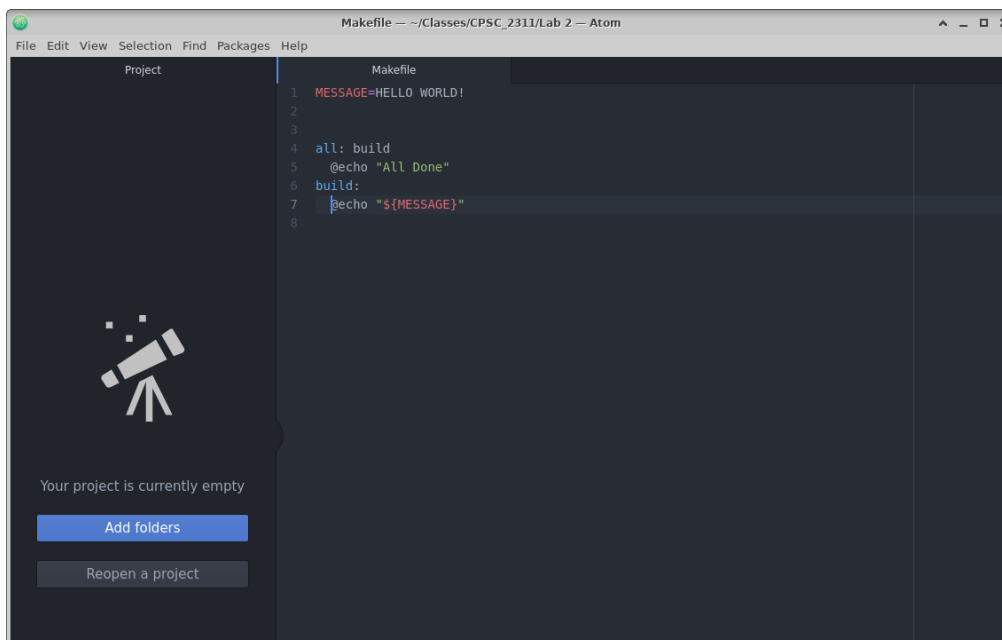 Makefile — ~/Classes/CPSC_2311/Lab 2 — Atom
File Edit View Selection Find Packages Help
Project
Makefile
1 MESSAGE=HELLO WORLD!
2
3
4 all: build
5 @echo "All Done"
6 build:
7 @echo "${MESSAGE}"
8
Your project is currently empty
Add folders
Reopen a project